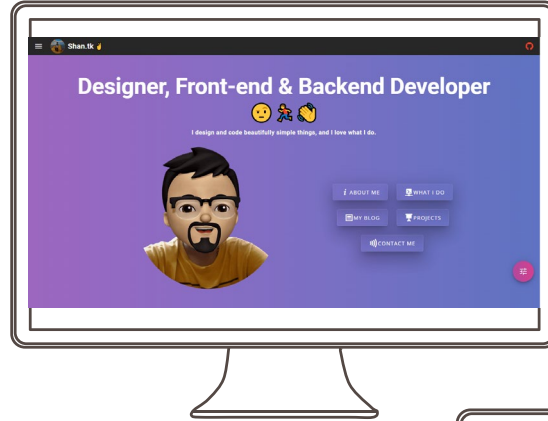 Shan.tk
Designer, Front-end & Backend Developer
I design and code beautifully simple things, and I love what I do.
i ABOUT ME
WHAT I DO
MY BLOG
PROJECTS
CONTACT ME